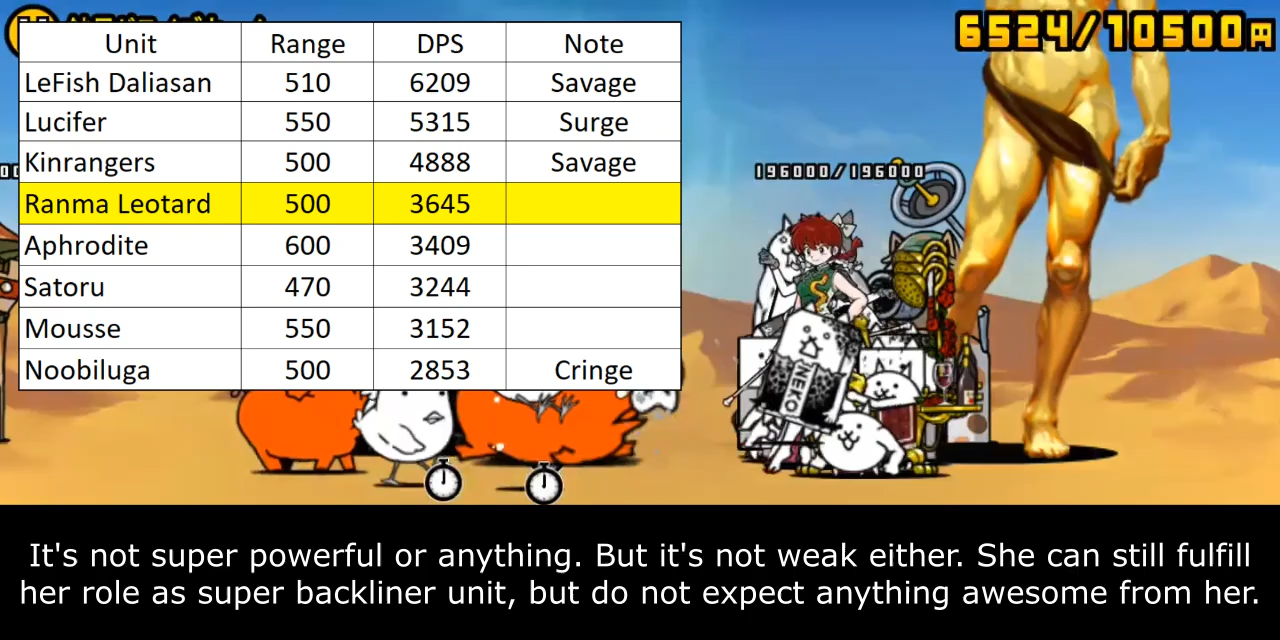 6524/10500円
Unit Range DPS Note
LeFish Daliasan 510 6209 Savage
Lucifer 550 5315 Surge
Kinrangers 500 4888 Savage
Ranma Leotard 500 3645
Aphrodite 600 3409
Satoru 470 3244
Mousse 550 3152
Noobiluga 500 2853 Cringe
196000/196000
NEKO
It's not super powerful or anything. But it's not weak either. She can still fulfill
her role as super backliner unit, but do not expect anything awesome from her.